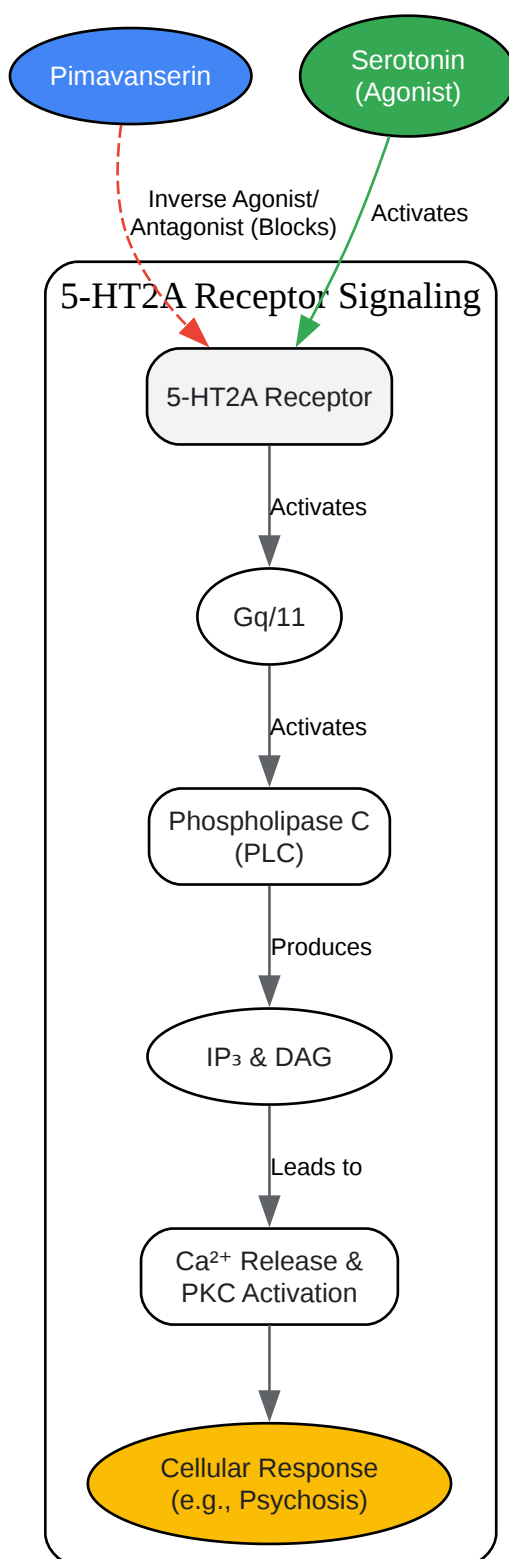 Pimavanserin
Serotonin
(Agonist)
Inverse Agonist/
Antagonist (Blocks)
Activates
5-HT2A Receptor Signaling
5-HT2A Receptor
Activates
Gq/11
Activates
Phospholipase C
(PLC)
Produces
IP₃ & DAG
Leads to
Ca²⁺ Release &
PKC Activation
Cellular Response
(e.g., Psychosis)